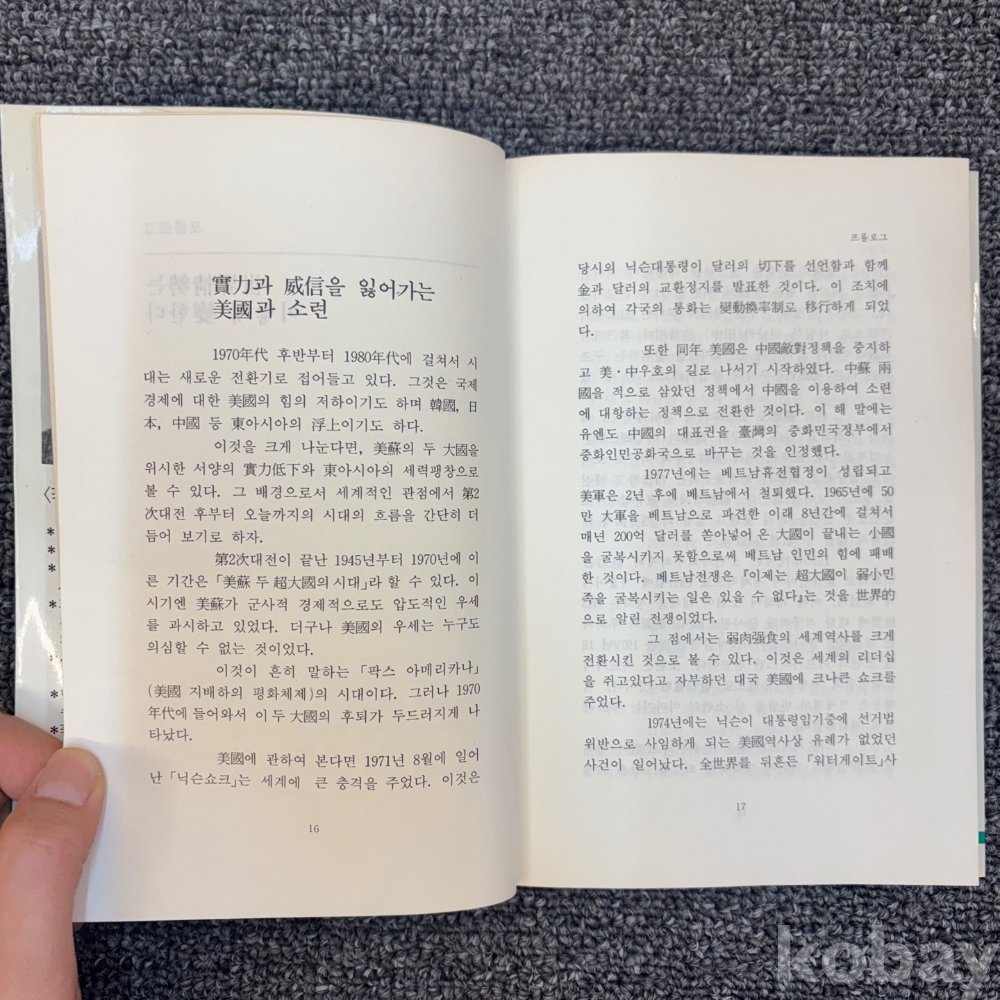 實力과 威信을 잃어가는
美國과 소련
1970年代 후반부터 1980年代에 걸쳐서 시
대는 새로운 전환기로 접어들고 있다. 그것은 국제
경제에 대한 美國의 힘의 저하이기도 하며 韓國, 日
本, 中國 등 東아시아의 浮上이기도 하다.
이것을 크게 나눈다면, 美蘇의 두 大國을
위시한 서양의 實力低下와 東아시아의 세력팽창으로
볼 수 있다. 그 배경으로서 세계적인 관점에서 第2
次大전 후부터 오늘까지의 시대의 흐름을 간단히 더
듬어 보기로 하자.
第2次대전이 끝난 1945년부터 1970년에 이
른 기간은 「美蘇 두 超大國의 시대」라 할 수 있다. 이
시기엔 美蘇가 군사적 경제적으로도 압도적인 우세
를 과시하고 있었다. 더구나 美國의 우세는 누구도
의심할 수 없는 것이었다.
이것이 흔히 말하는 「팍스 아메리카나」
(美國 지배하의 평화체제)의 시대이다. 그러나 1970
年代에 들어와서 이 두 大國의 후퇴가 두드러지게 나
타났다.
美國에 관하여 본다면 1971년 8월에 일어
난 「닉슨쇼크」는 세계에 큰 충격을 주었다. 이것은
16
프롤로그
당시의 닉슨대통령이 달러의 切下를 선언함과 함께
金과 달러의 교환정지를 발표한 것이다. 이 조치에
의하여 각국의 통화는 變動換率制로 移行하게 되었
다.
또한 同年 美國은 中國敵對정책을 중지하
고 美·中우호의 길로 나서기 시작하였다. 中蘇 兩
國을 적으로 삼았던 정책에서 中國을 이용하여 소련
에 대항하는 정책으로 전환한 것이다. 이 해 말에는
유엔도 中國의 대표권을 臺灣의 중화민국정부에서
중화인민공화국으로 바꾸는 것을 인정했다.
1977년에는 베트남휴전협정이 성립되고
美軍은 2년 후에 베트남에서 철퇴했다. 1965년에 50
만 大軍을 베트남으로 파견한 이래 8년간에 걸쳐서
매년 200억 달러를 쏟아넣어온 大國이 끝내는 小國
을 굴복시키지 못함으로써 베트남 인민의 힘에 패배
한 것이다. 베트남전쟁은 『이제는 超大國이 弱小민
족을 굴복시키는 일은 있을 수 없다』는 것을 世界的
으로 알린 전쟁이었다.
그 점에서는 弱肉强食의 세계역사를 크게
전환시킨 것으로 볼 수 있다. 이것은 세계의 리더십
을 쥐고있다고 자부하던 대국 美國에 크나큰 쇼크를
주었다.
1974년에는 닉슨이 대통령임기중에 선거법
위반으로 사임하게 되는 美國역사상 유례가 없었던
사건이 일어났다. 全世界를 뒤흔든 「워터게이트」사
17
kobay